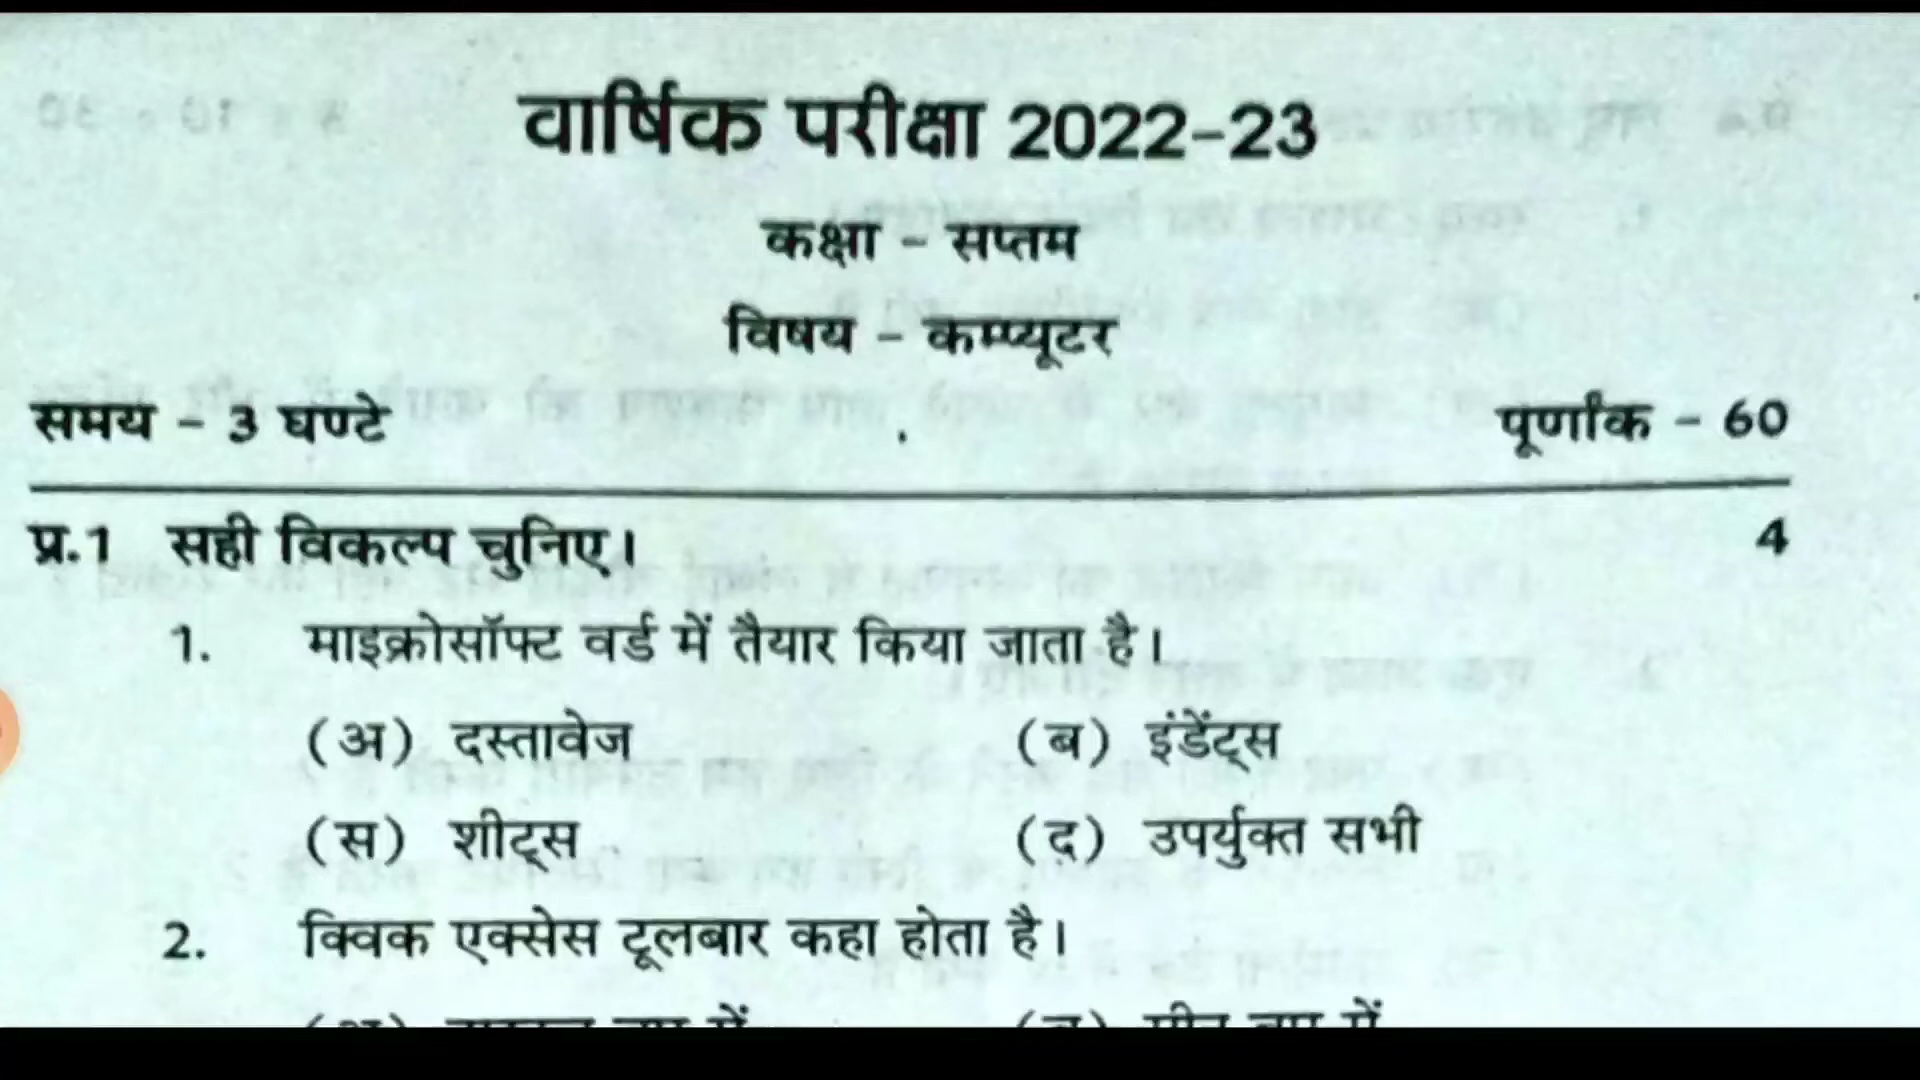 वार्षिक परीक्षा 2022-23
कक्षा - सप्तम
विषय - कम्प्यूटर
समय - 3 घण्टे पूर्णांक - 60
प्र.1 सही विकल्प चुनिए। 4
1. माइक्रोसॉफ्ट वर्ड में तैयार किया जाता है।
(अ) दस्तावेज (ब) इंडेंट्स
(स) शीट्स (द) उपर्युक्त सभी
2. क्विक एक्सेस टूलबार कहा होता है।